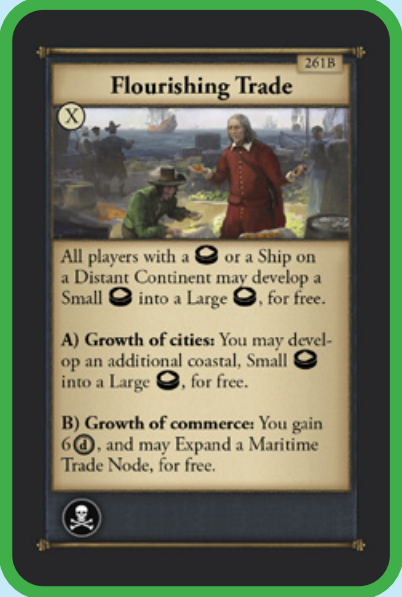 261B
Flourishing Trade
X
All players with a or a Ship on
a Distant Continent may develop a
Small into a Large , for free.
A) Growth of cities: You may devel-
op an additional coastal, Small
into a Large , for free.
B) Growth of commerce: You gain
6 d , and may Expand a Maritime
Trade Node, for free.